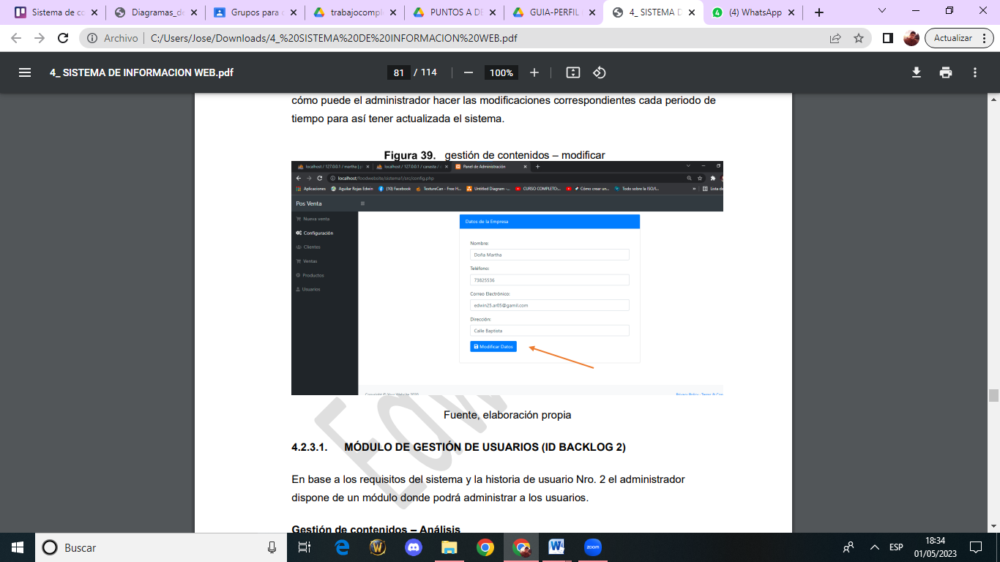 Sistema de co
Diagramas_de
Grupos para c
trabajocomple
PUNTOS A DE
GUIA-PERFIL
4_ SISTEMA D
(4) WhatsApp
Archivo
C:/Users/Jose/Downloads/4_%20SISTEMA%20DE%20INFORMACION%20WEB.pdf
Actualizar
4_ SISTEMA DE INFORMACION WEB.pdf
81 / 114
100%
cómo puede el administrador hacer las modificaciones correspondientes cada periodo de
tiempo para así tener actualizada el sistema.
Figura 39. gestión de contenidos – modificar
localhost / 127.0.0.1 / martha | p
localhost / 127.0.0.1 / canasta /
Panel de Administración
localhost/foodwebsite/sistema1/src/config.php
Aplicaciones
Aguilar Rojas Edwin
(10) Facebook
TextureCan - Free H...
Untitled Diagram -...
CURSO COMPLETO:...
Cómo crear un...
Todo sobre la ISO/I...
»
Lista de
Pos Venta
Nueva venta
Configuración
Clientes
Ventas
Productos
Usuarios
Datos de la Empresa
Nombre:
Doña Martha
Teléfono:
73825536
Correo Electrónico:
edwin25.ar05@gamil.com
Dirección:
Calle Baptista
Modificar Datos
Copyright © Your Website 2020
Privacy Policy · Terms & Con
Edw
Fuente, elaboración propia
4.2.3.1. MÓDULO DE GESTIÓN DE USUARIOS (ID BACKLOG 2)
En base a los requisitos del sistema y la historia de usuario Nro. 2 el administrador
dispone de un módulo donde podrá administrar a los usuarios.
Gestión de contenidos – Análisis
Buscar
zoom
ESP
18:34
01/05/2023